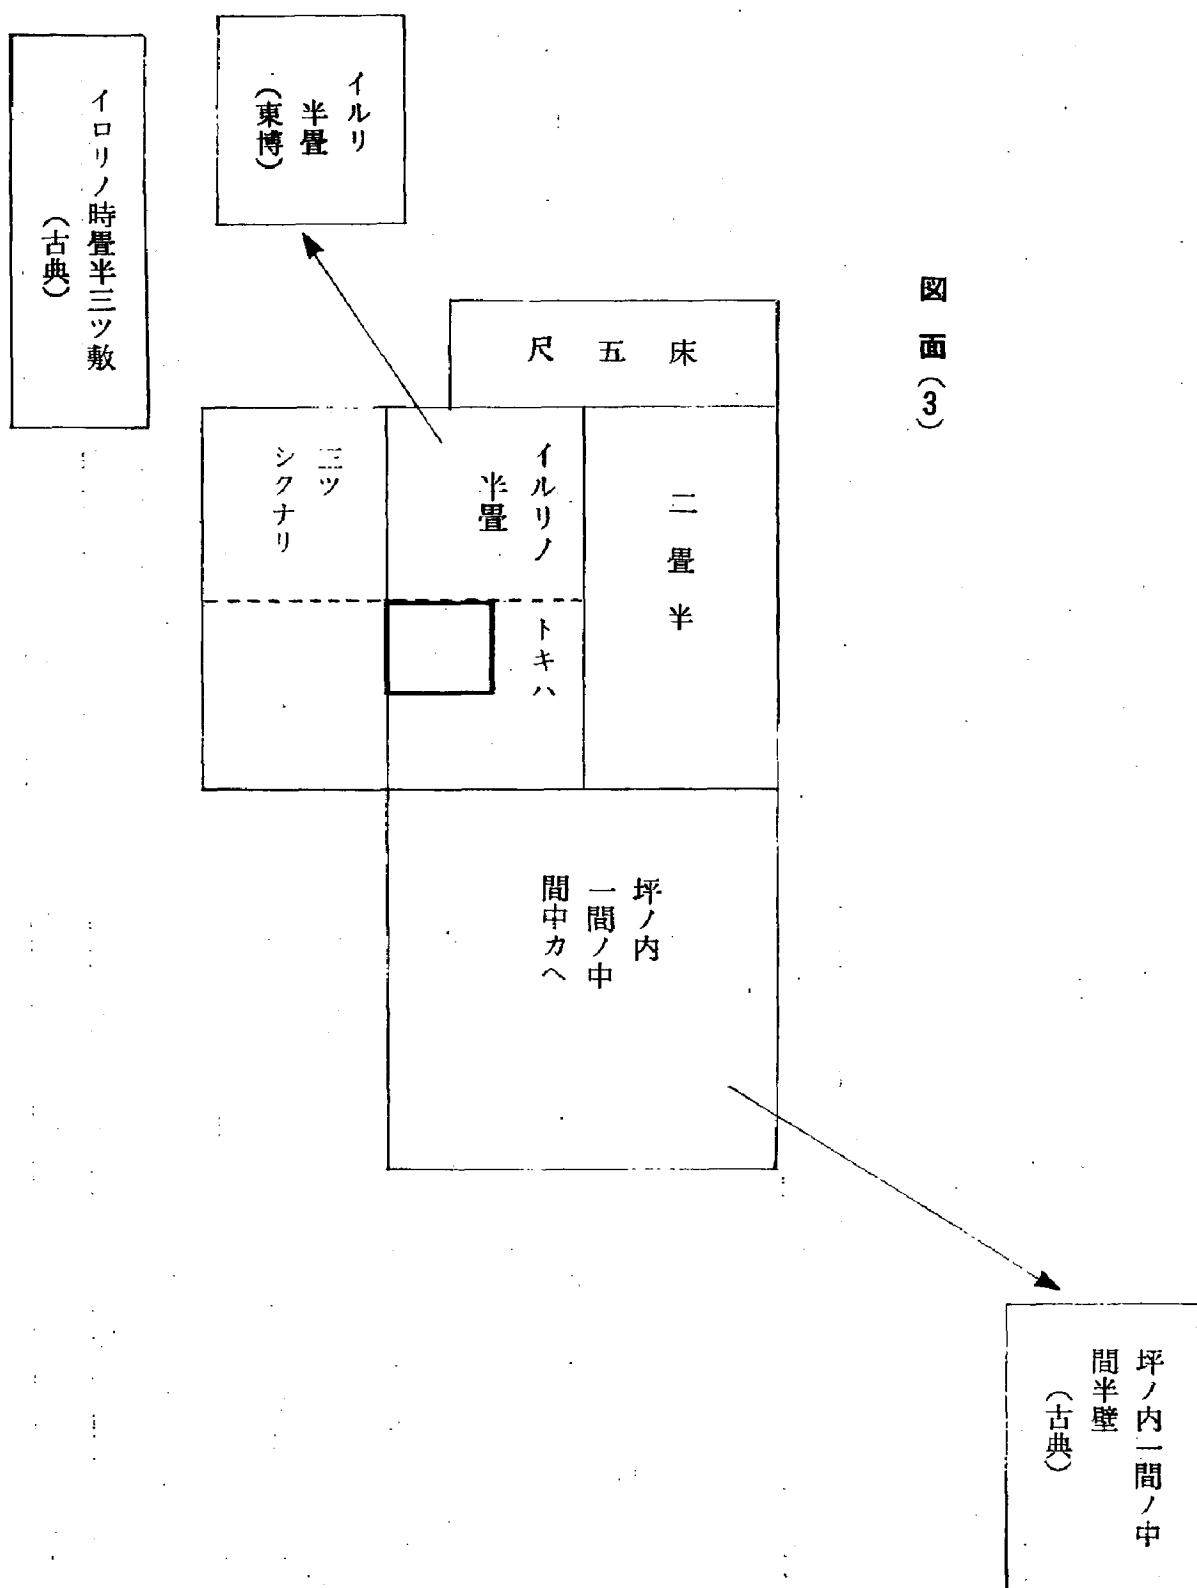 図面(3)
床五尺
二畳半
イルリノ
半畳
トキハ
三ツ
シクナリ
坪ノ内
一間ノ中
間中カヘ
イルリ
半畳
(東博)
イロリノ時畳半三ツ敷
(古典)
坪ノ内一間ノ中
間半壁
(古典)